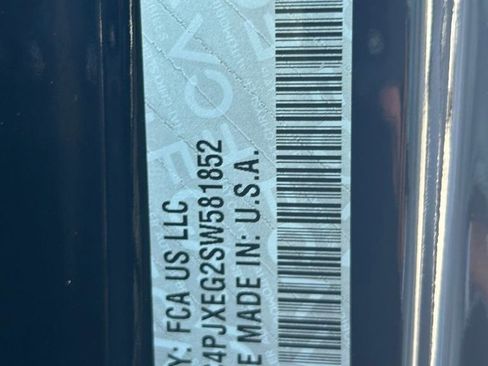 Y: FCA US LLC
4PJXEG2SW581852
E MADE IN: U.S.A.